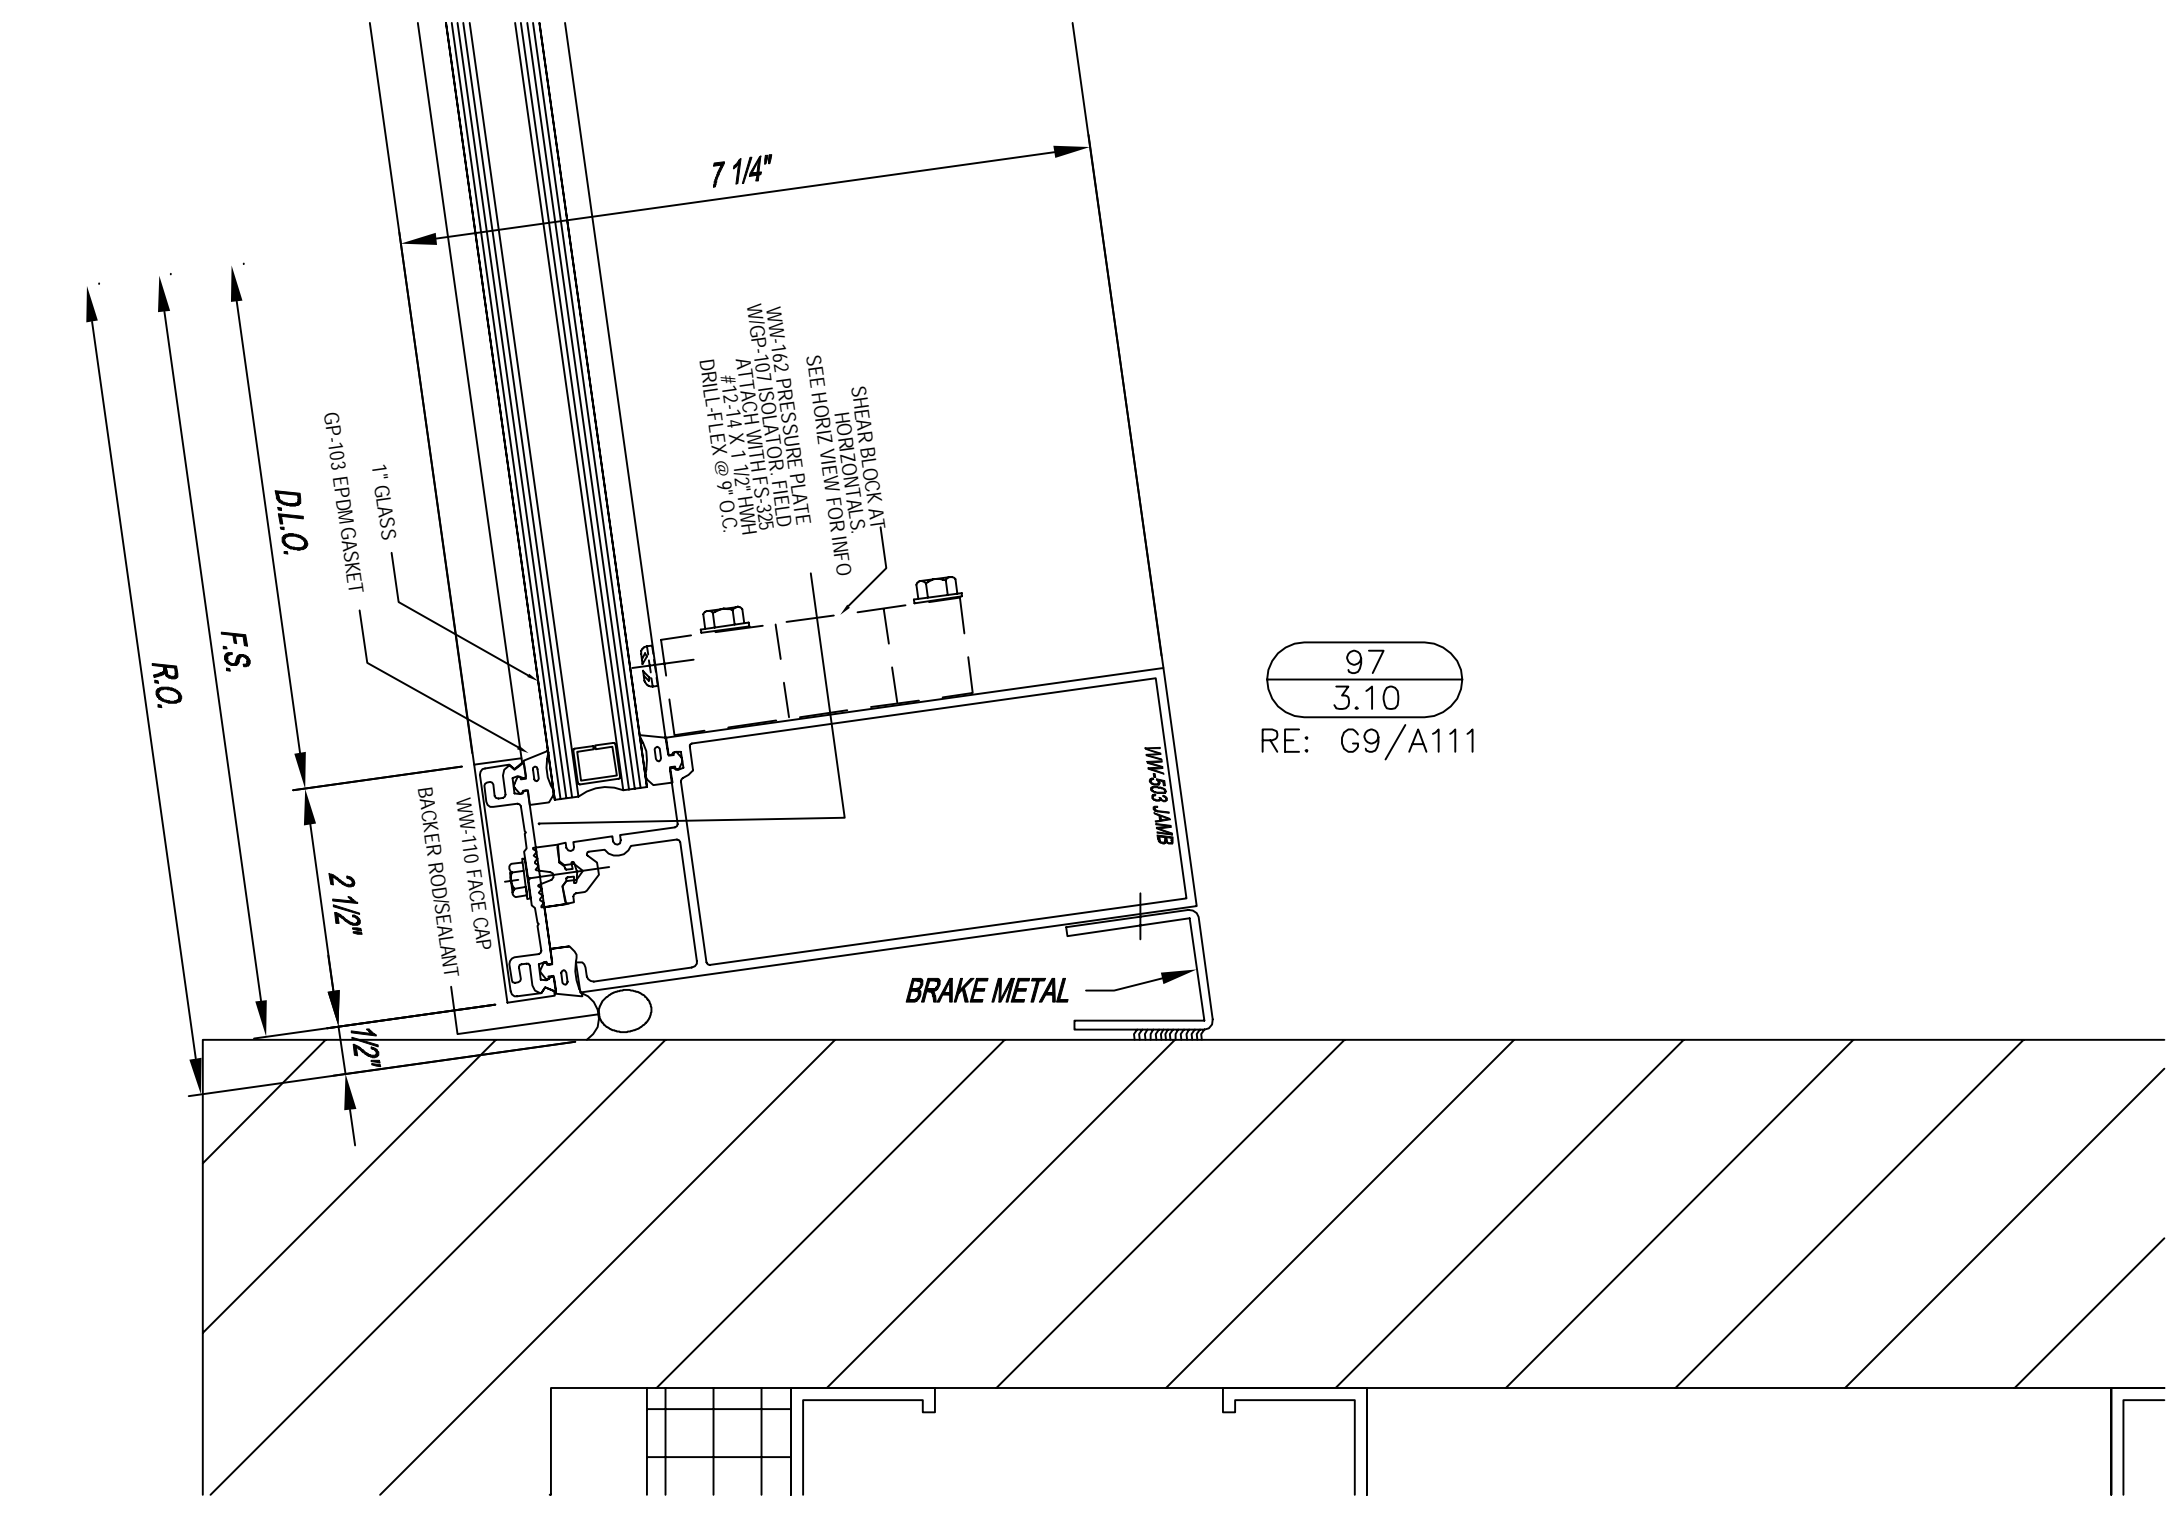 7 1/4"
SHEAR BLOCK AT
HORIZONTALS.
SEE HORIZ VIEW FOR INFO
WW-162 PRESSURE PLATE
W/GP-107 ISOLATOR. FIELD
ATTACH WITH FS-325
#12-14 X 1 1/2" HWH
DRILL-FLEX @ 9" O.C.
1" GLASS
GP-103 EPDM GASKET
D.L.O.
F.S.
R.O.
97
3.10
RE: G9/A111
WW-503 JAMB
WW-110 FACE CAP
BACKER ROD/SEALANT
2 1/2"
1/2"
BRAKE METAL